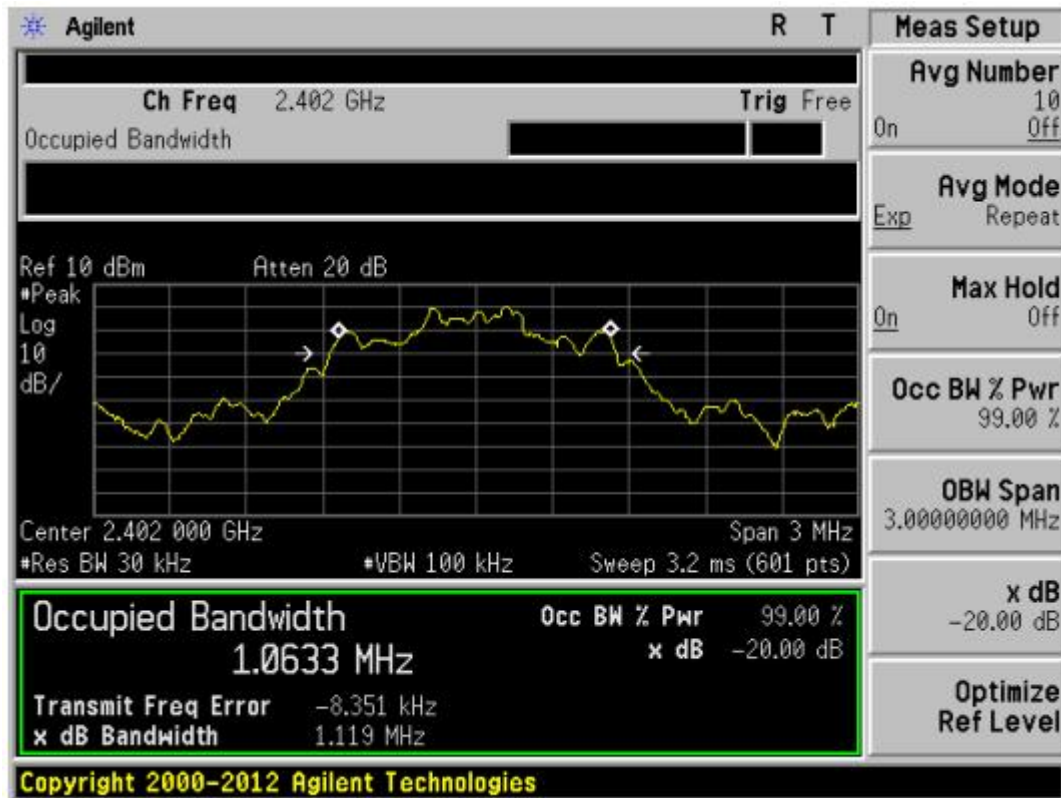 Agilent R T
Ch Freq 2.402 GHz Trig Free
Occupied Bandwidth
Ref 10 dBm Atten 20 dB
#Peak
Log
10
dB/
Center 2.402 000 GHz Span 3 MHz
#Res BW 30 kHz #VBW 100 kHz Sweep 3.2 ms (601 pts)
Occupied Bandwidth Occ BW % Pwr 99.00 %
1.0633 MHz x dB -20.00 dB
Transmit Freq Error -8.351 kHz
x dB Bandwidth 1.119 MHz
Copyright 2000-2012 Agilent Technologies
Meas Setup
Avg Number
10
On Off
Avg Mode
Exp Repeat
Max Hold
On Off
Occ BW % Pwr
99.00 %
OBW Span
3.00000000 MHz
x dB
-20.00 dB
Optimize
Ref Level